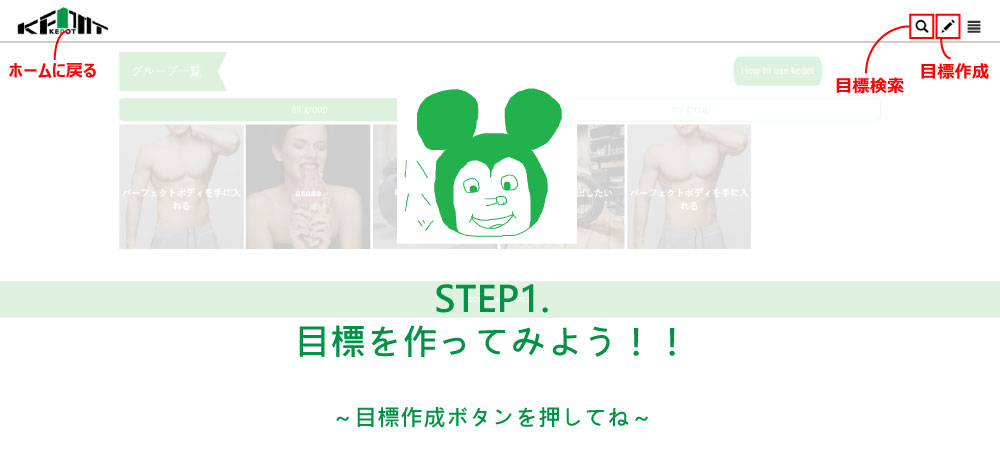 KEDOT
KEDOT
ホームに戻る
目標検索
目標作成
グループ一覧
How to use kedot
all group
my group
パーフェクトボディを手に入
れる
aaaaa
出したい
パーフェクトボディを手に入
れる
ハハハッ
STEP1.
目標を作ってみよう！！
～目標作成ボタンを押してね～